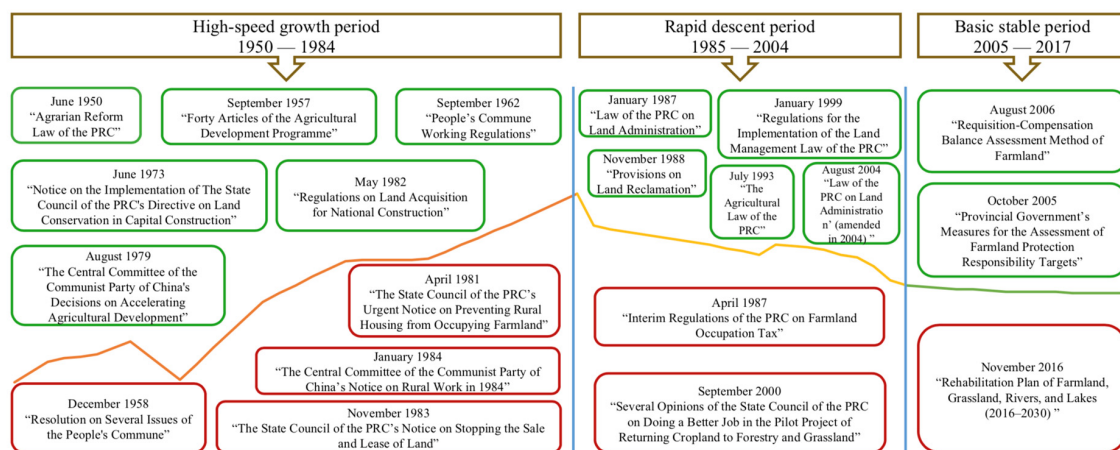 High-speed growth period
1950 — 1984
Rapid descent period
1985 — 2004
Basic stable period
2005 — 2017
June 1950
“Agrarian Reform
Law of the PRC”
September 1957
“Forty Articles of the Agricultural
Development Programme”
September 1962
“People’s Commune
Working Regulations”
June 1973
“Notice on the Implementation of The State
Council of the PRC's Directive on Land
Conservation in Capital Construction”
May 1982
“Regulations on Land Acquisition
for National Construction”
August 1979
“The Central Committee of the
Communist Party of China's
Decisions on Accelerating
Agricultural Development”
April 1981
“The State Council of the PRC’s
Urgent Notice on Preventing Rural
Housing from Occupying Farmland”
January 1984
“The Central Committee of the Communist Party of
China’s Notice on Rural Work in 1984”
December 1958
“Resolution on Several Issues of
the People's Commune”
November 1983
“The State Council of the PRC’s Notice on Stopping the Sale
and Lease of Land”
January 1987
“Law of the PRC on
Land Administration”
January 1999
“Regulations for the
Implementation of the Land
Management Law of the PRC”
November 1988
“Provisions on
Land Reclamation”
July 1993
“The
Agricultural
Law of the
PRC”
August 2004
“Law of the
PRC on Land
Administratio
n’ (amended
in 2004) ”
April 1987
“Interim Regulations of the PRC on Farmland
Occupation Tax”
September 2000
“Several Opinions of the State Council of the PRC
on Doing a Better Job in the Pilot Project of
Returning Cropland to Forestry and Grassland”
August 2006
“Requisition-Compensation
Balance Assessment Method of
Farmland”
October 2005
“Provincial Government’s
Measures for the Assessment of
Farmland Protection
Responsibility Targets”
November 2016
“Rehabilitation Plan of Farmland,
Grassland, Rivers, and Lakes
(2016–2030) ”